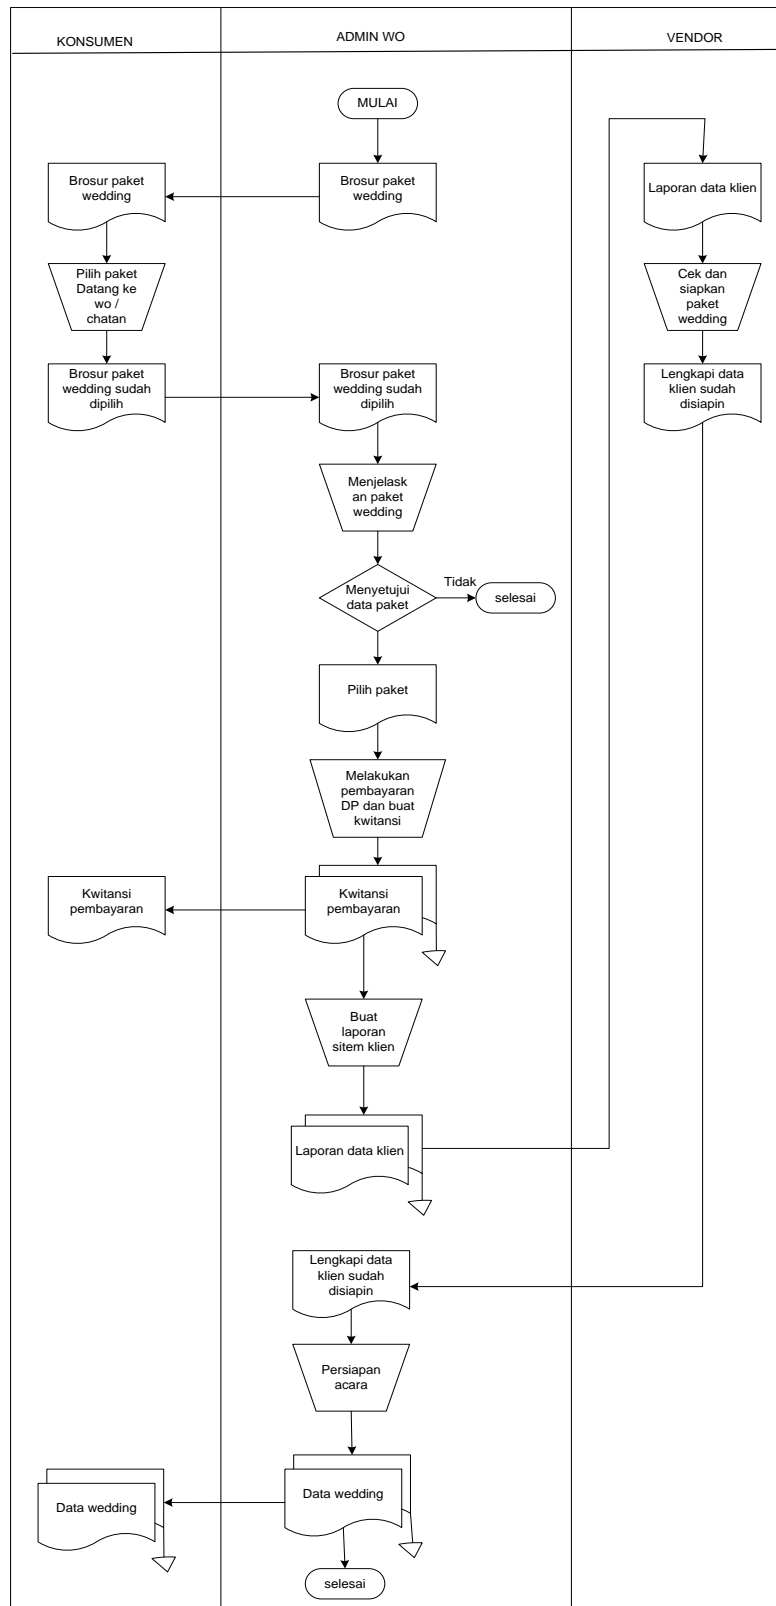 KONSUMEN
ADMIN WO
VENDOR
MULAI
Brosur paket
wedding
Brosur paket
wedding
Laporan data klien
Pilih paket
Datang ke
wo /
chatan
Cek dan
siapkan
paket
wedding
Brosur paket
wedding sudah
dipilih
Brosur paket
wedding sudah
dipilih
Lengkapi data
klien sudah
disiapin
Menjelask
an paket
wedding
Menyetujui
data paket
Tidak
selesai
Pilih paket
Melakukan
pembayaran
DP dan buat
kwitansi
Kwitansi
pembayaran
Kwitansi
pembayaran
Buat
laporan
sitem klien
Laporan data klien
Lengkapi data
klien sudah
disiapin
Persiapan
acara
Data wedding
Data wedding
selesai